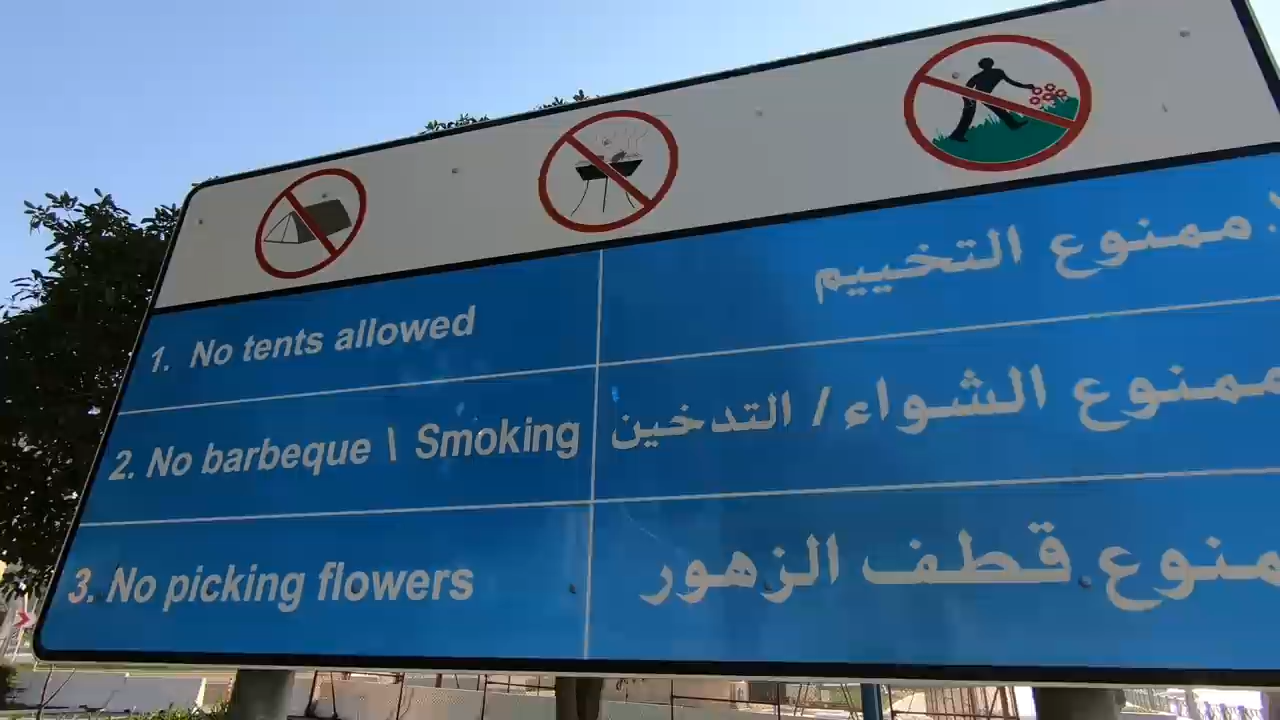 1. No tents allowed
ممنوع التخييم
2. No barbeque \ Smoking
ممنوع الشواء / التدخين
3. No picking flowers
ممنوع قطف الزهور